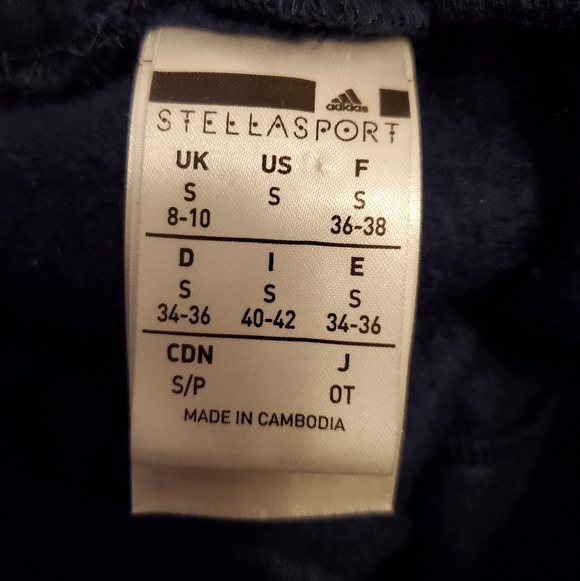 adidas
STELLASPORT
UK US F
S S S
8-10 36-38
D I E
S S S
34-36 40-42 34-36
CDN J
S/P OT
MADE IN CAMBODIA